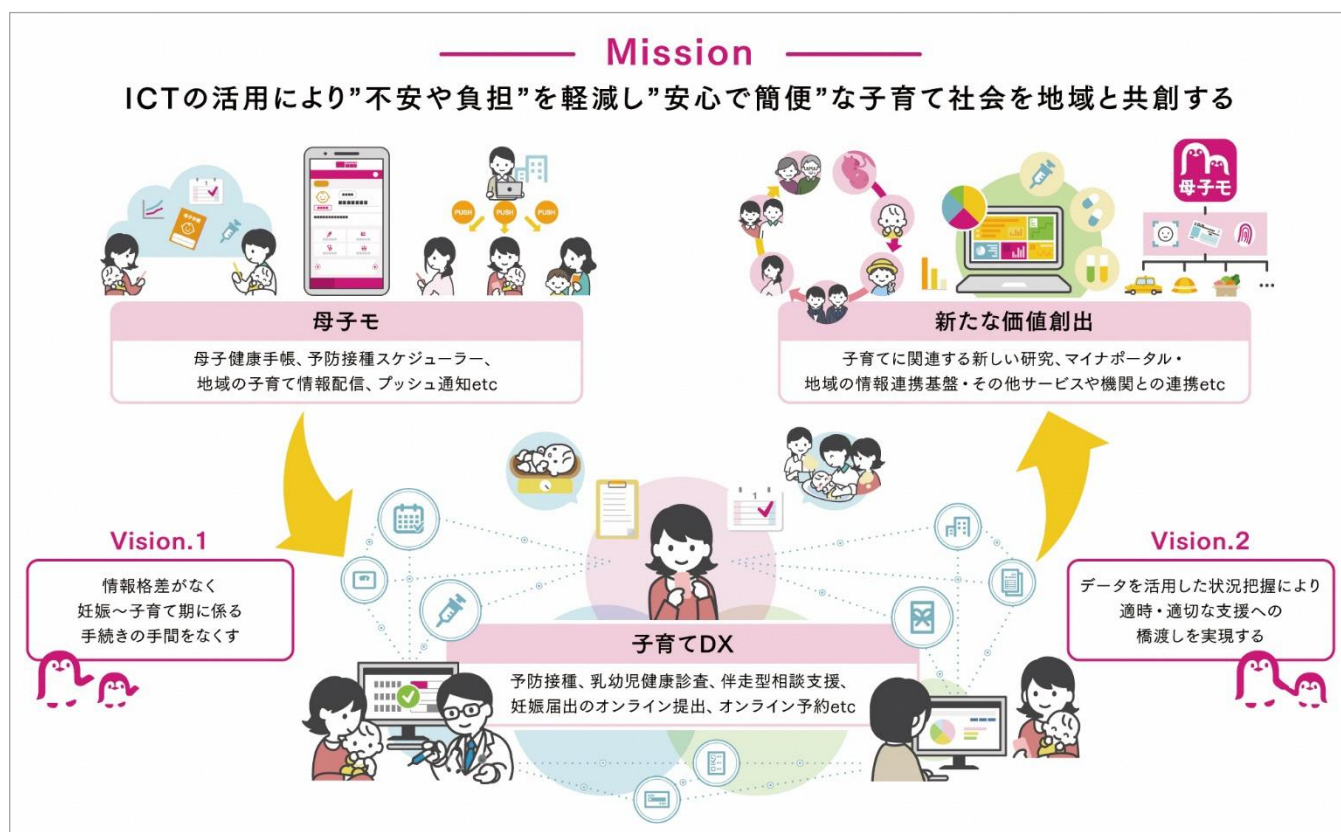 Mission
ICTの活用により”不安や負担”を軽減し”安心で簡便”な子育て社会を地域と共創する
1
母子手帳
PUSH
PUSH
PUSH
母子モ
母子モ
母子健康手帳、予防接種スケジューラー、
地域の子育て情報配信、プッシュ通知etc
新たな価値創出
子育てに関連する新しい研究、マイナポータル・
地域の情報連携基盤・その他サービスや機関との連携etc
…
Vision.1
情報格差がなく
妊娠～子育て期に係る
手続きの手間をなくす
1
Vision.2
データを活用した状況把握により
適時・適切な支援への
橋渡しを実現する
子育てDX
予防接種、乳幼児健康診査、伴走型相談支援、
妊娠届出のオンライン提出、オンライン予約etc